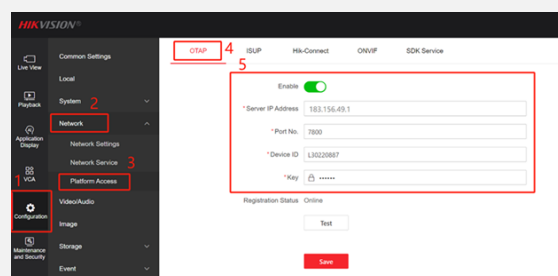 HIKVISION®
Live View
Playback
Application Display
VCA
1
Configuration
Maintenance and Security
Common Settings
Local
System
2
Network
Network Settings
Network Service
3
Platform Access
Video/Audio
Image
Storage
Event
OTAP
4
ISUP
Hik-Connect
ONVIF
SDK Service
5
Enable
*Server IP Address 183.156.49.1
*Port No. 7800
*Device ID L30220887
*Key ••••••
Registration Status Online
Test
Save